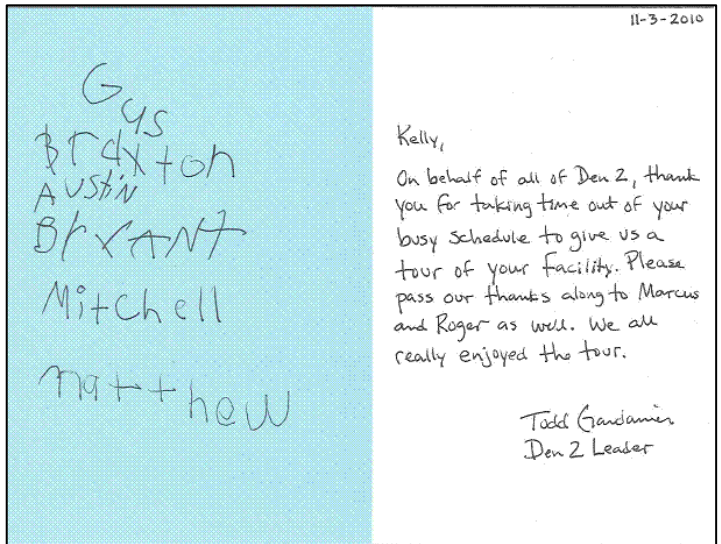 Gus
Braxton
AUStiN
BryANT
Mitchell
matthew
11-3-2010
Kelly,
On behalf of all of Den 2, thank
you for taking time out of your
busy schedule to give us a
tour of your facility. Please
pass our thanks along to Marcus
and Roger as well. We all
really enjoyed the tour.
Todd
Den 2 Leader